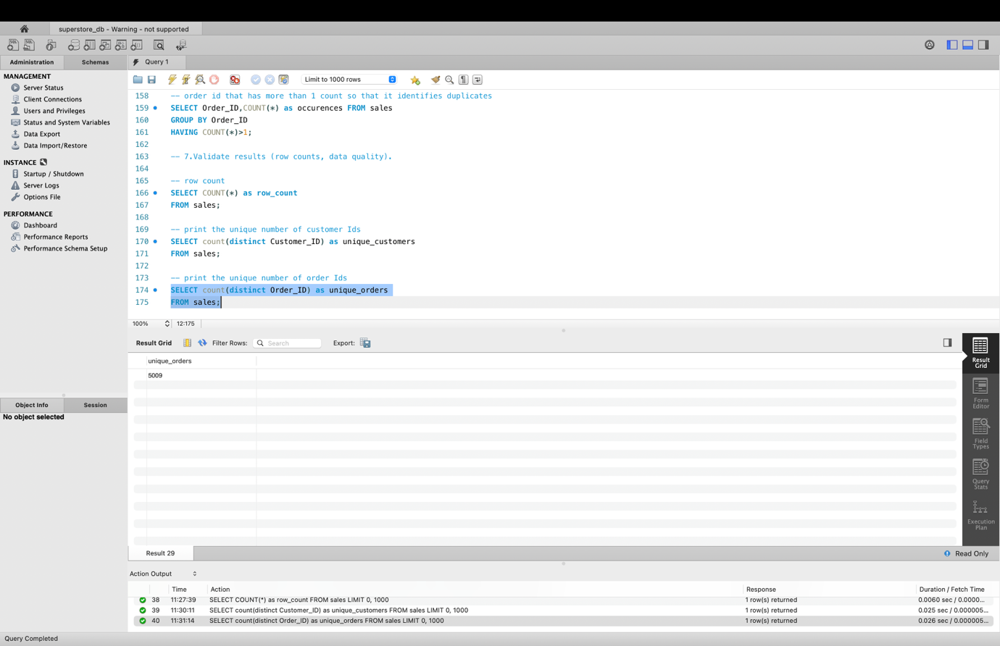 superstore_db - Warning - not supported
Administration
Schemas
Query 1
MANAGEMENT
Server Status
Client Connections
Users and Privileges
Status and System Variables
Data Export
Data Import/Restore
INSTANCE
Startup / Shutdown
Server Logs
Options File
PERFORMANCE
Dashboard
Performance Reports
Performance Schema Setup
Object Info
Session
No object selected
Limit to 1000 rows
158 -- order id that has more than 1 count so that it identifies duplicates
159 SELECT Order_ID,COUNT(*) as occurences FROM sales
160 GROUP BY Order_ID
161 HAVING COUNT(*)>1;
162
163 -- 7.Validate results (row counts, data quality).
164
165 -- row count
166 SELECT COUNT(*) as row_count
167 FROM sales;
168
169 -- print the unique number of customer Ids
170 SELECT count(distinct Customer_ID) as unique_customers
171 FROM sales;
172
173 -- print the unique number of order Ids
174 SELECT count(distinct Order_ID) as unique_orders
175 FROM sales;
100% 12:175
Result Grid Filter Rows: Search Export:
unique_orders
5009
Result Grid
Form Editor
Field Types
Query Stats
Execution Plan
Result 29
Read Only
Action Output
Time Action Response Duration / Fetch Time
38 11:27:39 SELECT COUNT(*) as row_count FROM sales LIMIT 0, 1000 1 row(s) returned 0.0060 sec / 0.0000...
39 11:30:11 SELECT count(distinct Customer_ID) as unique_customers FROM sales LIMIT 0, 1000 1 row(s) returned 0.025 sec / 0.000005...
40 11:31:14 SELECT count(distinct Order_ID) as unique_orders FROM sales LIMIT 0, 1000 1 row(s) returned 0.026 sec / 0.000005...
Query Completed